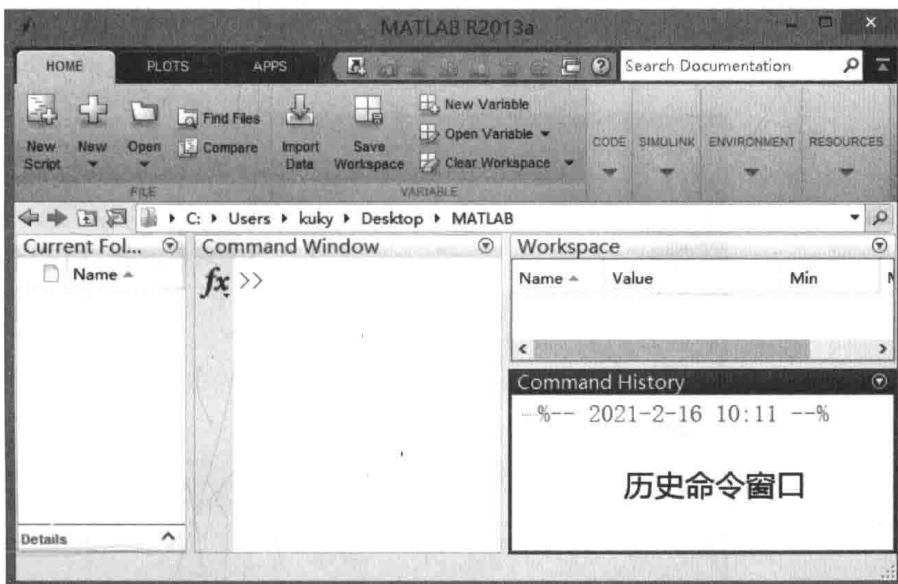 MATLAB R2013a
HOME PLOTS APPS Search Documentation
New Script
New
Open
Find Files
Compare
Import Data
Save Workspace
New Variable
Open Variable
Clear Workspace
CODE SIMULINK ENVIRONMENT RESOURCES
FILE VARIABLE
C: Users kuky Desktop MATLAB
Current Fol...
Name
Details
Command Window
fx >>
Workspace
Name Value Min
Command History
%-- 2021-2-16 10:11 --%
历史命令窗口